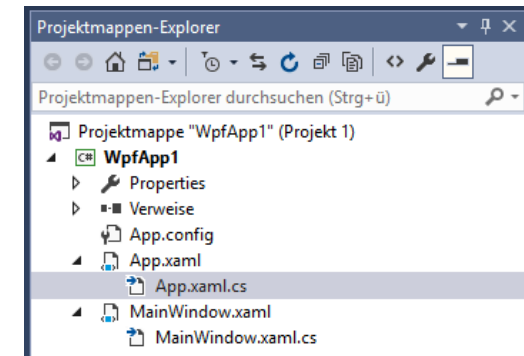 Projektmappen-Explorer
Projektmappen-Explorer durchsuchen (Strg+ü)
Projektmappe "WpfApp1" (Projekt 1)
C# WpfApp1
Properties
Verweise
App.config
App.xaml
App.xaml.cs
MainWindow.xaml
MainWindow.xaml.cs